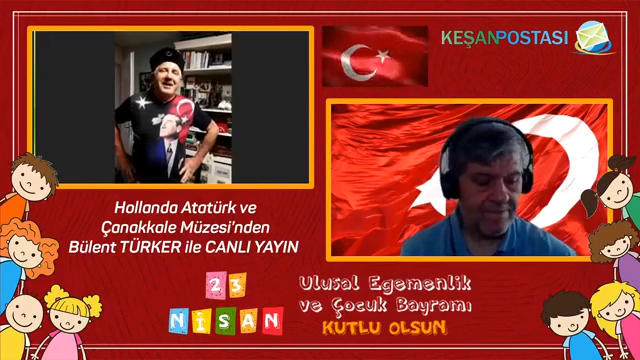 KEŞANPOSTASI
Hollanda Atatürk ve
Çanakkale Müzesi'nden
Bülent TÜRKER ile CANLI YAYIN
23
NİSAN
Ulusal Egemenlik
ve Çocuk Bayramı
KUTLU OLSUN